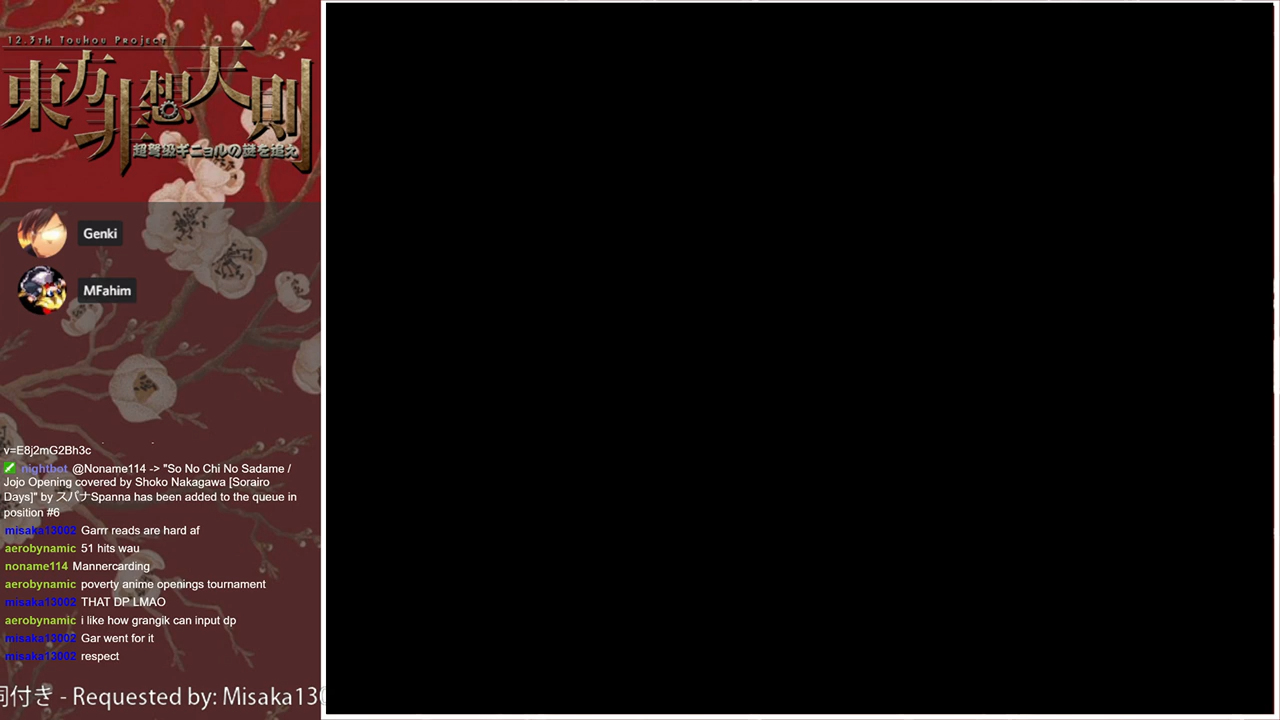 12.3th Touhou Project
東方非想天則
超弩級ギニョルの謎を追え
Genki
MFahim
v=E8j2mG2Bh3c
nightbot @Noname114 -> "So No Chi No Sadame /
Jojo Opening covered by Shoko Nakagawa [Sorairo
Days]" by スパナSpanna has been added to the queue in
position #6
misaka13002 Garrr reads are hard af
aerobynamic 51 hits wau
noname114 Mannercarding
aerobynamic poverty anime openings tournament
misaka13002 THAT DP LMAO
aerobynamic i like how grangik can input dp
misaka13002 Gar went for it
misaka13002 respect
付き - Requested by: Misaka130